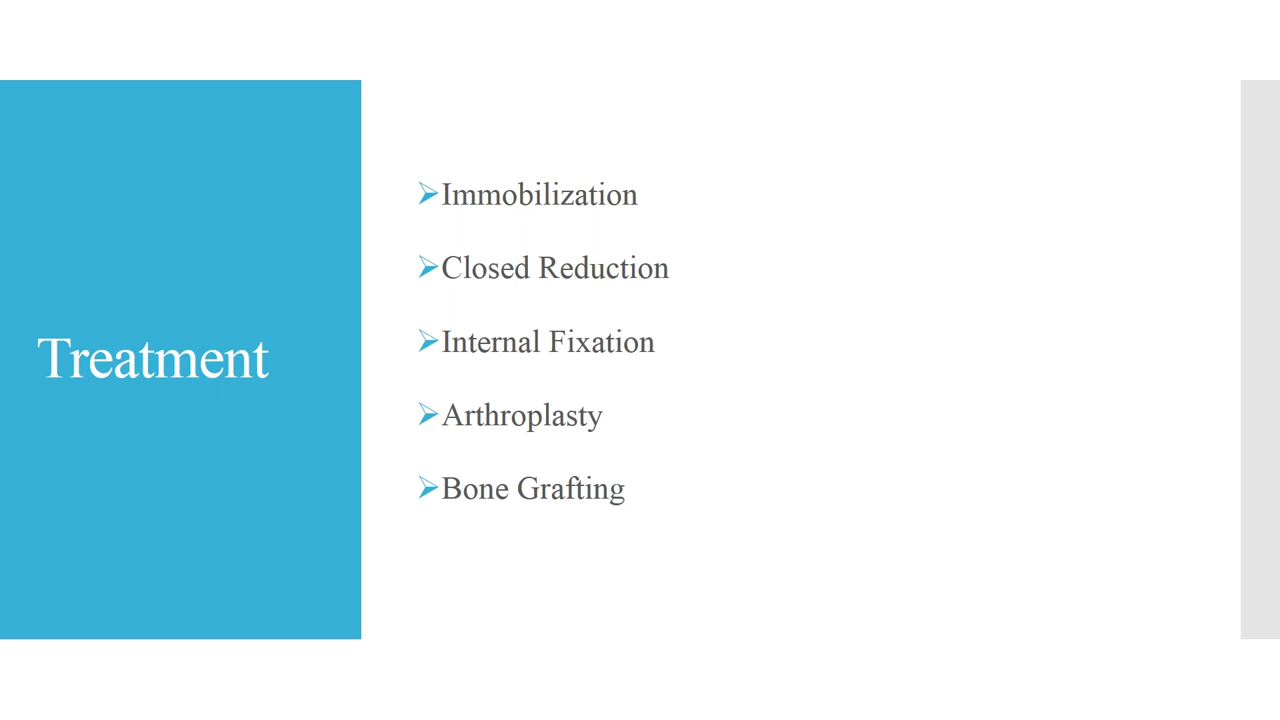 Treatment
Immobilization
Closed Reduction
Internal Fixation
Arthroplasty
Bone Grafting